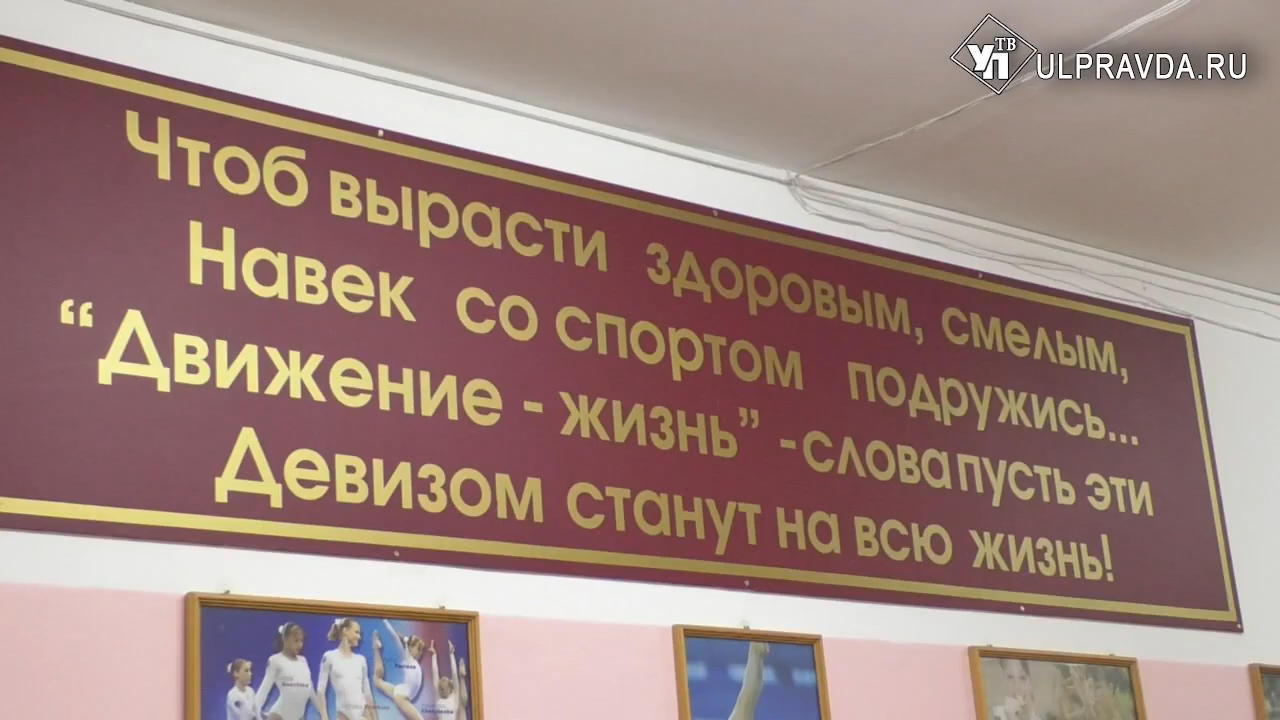 УП ТВ ULPRAVDA.RU
Чтоб вырасти здоровым, смелым,
Навек со спортом подружись...
“Движение - жизнь” - слова пусть эти
Девизом станут на всю жизнь!